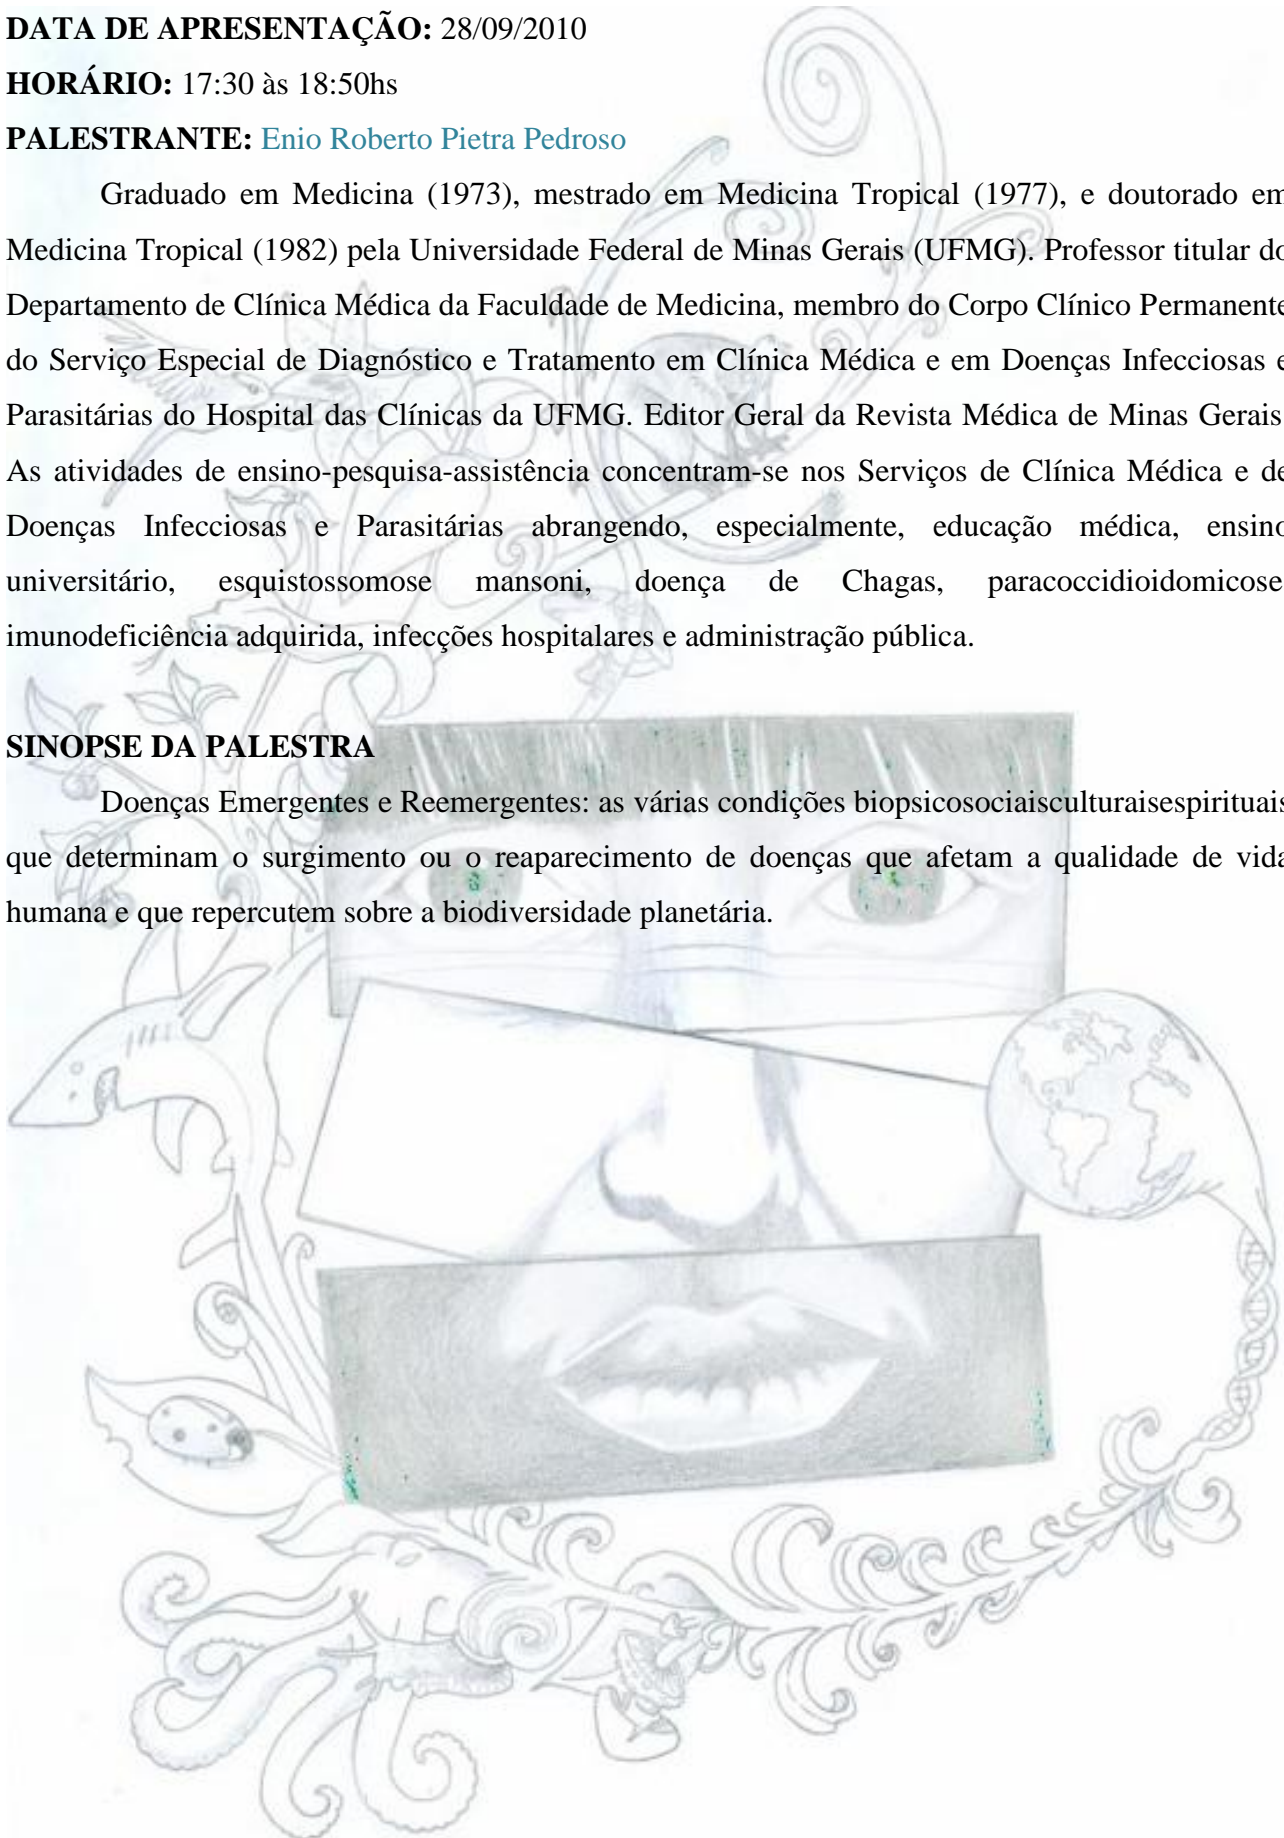 DATA DE APRESENTAÇÃO: 28/09/2010
HORÁRIO: 17:30 às 18:50hs
PALESTRANTE: Enio Roberto Pietra Pedroso
Graduado em Medicina (1973), mestrado em Medicina Tropical (1977), e doutorado em
Medicina Tropical (1982) pela Universidade Federal de Minas Gerais (UFMG). Professor titular do
Departamento de Clínica Médica da Faculdade de Medicina, membro do Corpo Clínico Permanente
do Serviço Especial de Diagnóstico e Tratamento em Clínica Médica e em Doenças Infecciosas e
Parasitárias do Hospital das Clínicas da UFMG. Editor Geral da Revista Médica de Minas Gerais.
As atividades de ensino-pesquisa-assistência concentram-se nos Serviços de Clínica Médica e de
Doenças Infecciosas e Parasitárias abrangendo, especialmente, educação médica, ensino
universitário, esquistossomose mansoni, doença de Chagas, paracoccidioidomicose,
imunodeficiência adquirida, infecções hospitalares e administração pública.
SINOPSE DA PALESTRA
Doenças Emergentes e Reemergentes: as várias condições biopsicosociaisculturaisespirituais
que determinam o surgimento ou o reaparecimento de doenças que afetam a qualidade de vida
humana e que repercutem sobre a biodiversidade planetária.